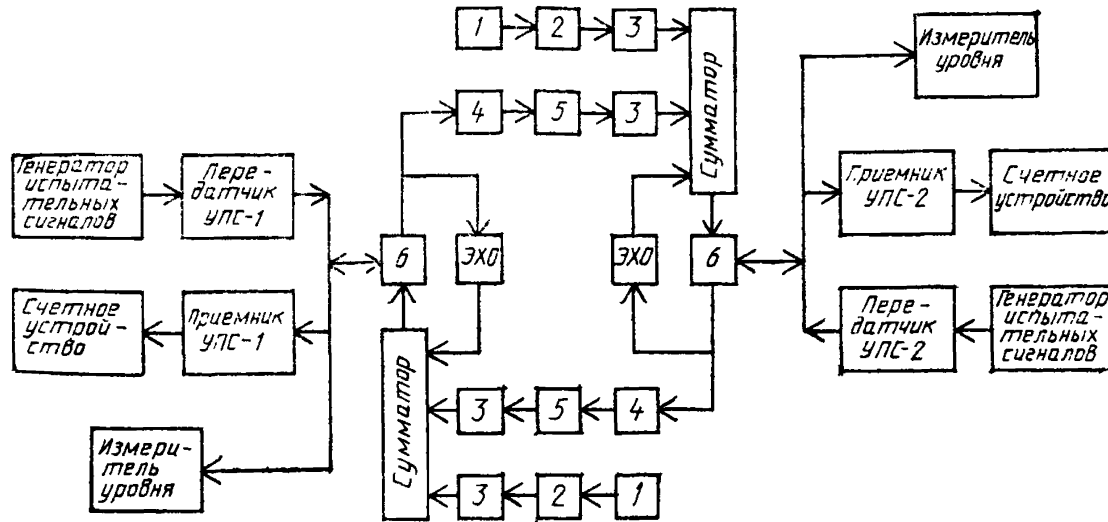 1
2
3
Сумматор
Измеритель
уровня
4
5
3
Генератор
испыта-
тельных
сигналов
Пере-
датчик
УПС-1
Приемник
УПС-2
Счетное
устройство
6
ЭХО
ЭХО
6
Счетное
устрой-
ство
Приемник
УПС-1
Пере-
датчик
УПС-2
Генератор
испыта-
тельных
сигналов
Сумматор
3
5
4
Измери-
тель
уровня
3
2
1